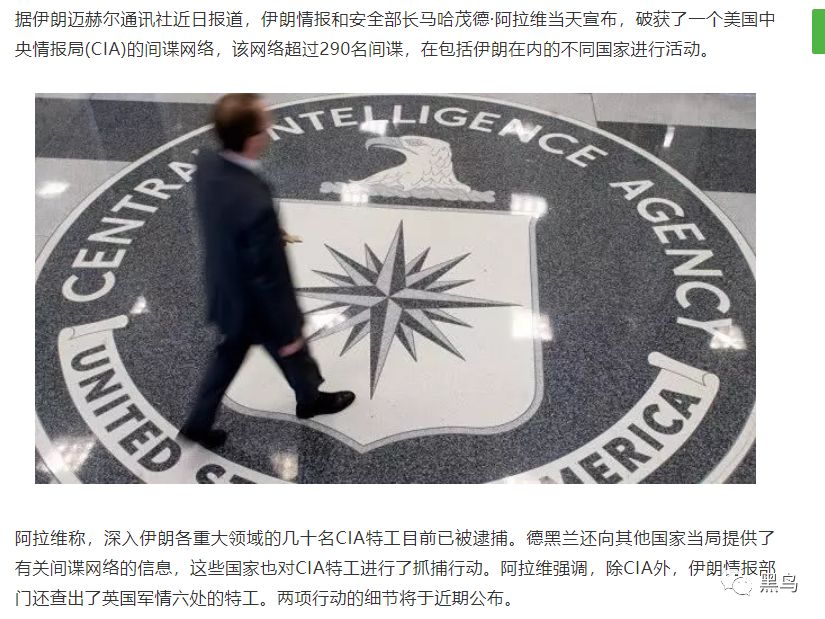 据伊朗迈赫尔通讯社近日报道，伊朗情报和安全部长马哈茂德·阿拉维当天宣布，破获了一个美国中
央情报局(CIA)的间谍网络，该网络超过290名间谍，在包括伊朗在内的不同国家进行活动。
CENTRAL INTELLIGENCE AGENCY
UNITED ST
MERICA
阿拉维称，深入伊朗各重大领域的几十名CIA特工目前已被逮捕。德黑兰还向其他国家当局提供了
有关间谍网络的信息，这些国家也对CIA特工进行了抓捕行动。阿拉维强调，除CIA外，伊朗情报部
门还查出了英国军情六处的特工。两项行动的细节将于近期公布。
黑鸟